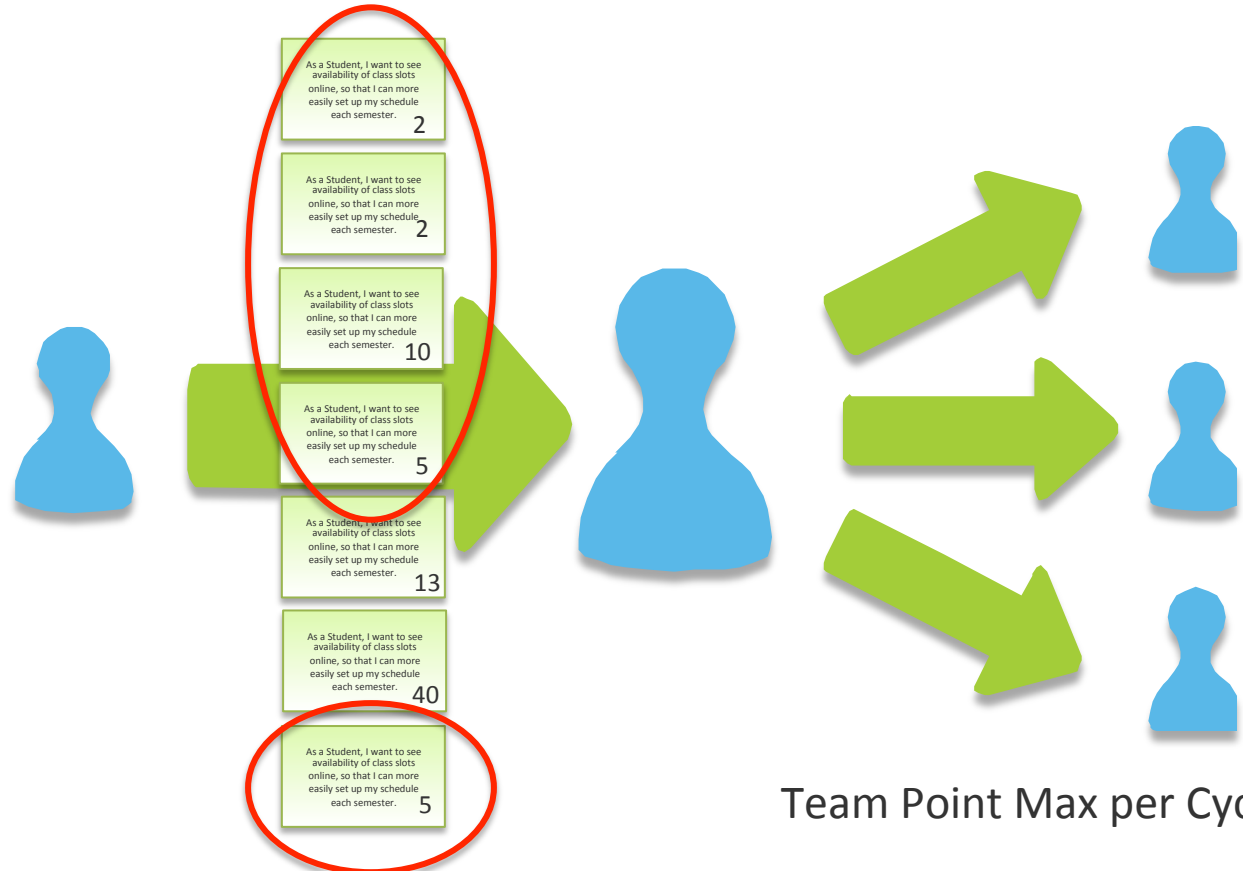 As a Student, I want to see
availability of class slots
online, so that I can more
easily set up my schedule
each semester.
2
As a Student, I want to see
availability of class slots
online, so that I can more
easily set up my schedule
each semester.
2
As a Student, I want to see
availability of class slots
online, so that I can more
easily set up my schedule
each semester.
10
As a Student, I want to see
availability of class slots
online, so that I can more
easily set up my schedule
each semester.
5
As a Student, I want to see
availability of class slots
online, so that I can more
easily set up my schedule
each semester.
13
As a Student, I want to see
availability of class slots
online, so that I can more
easily set up my schedule
each semester.
40
As a Student, I want to see
availability of class slots
online, so that I can more
easily set up my schedule
each semester.
5
Team Point Max per Cyc